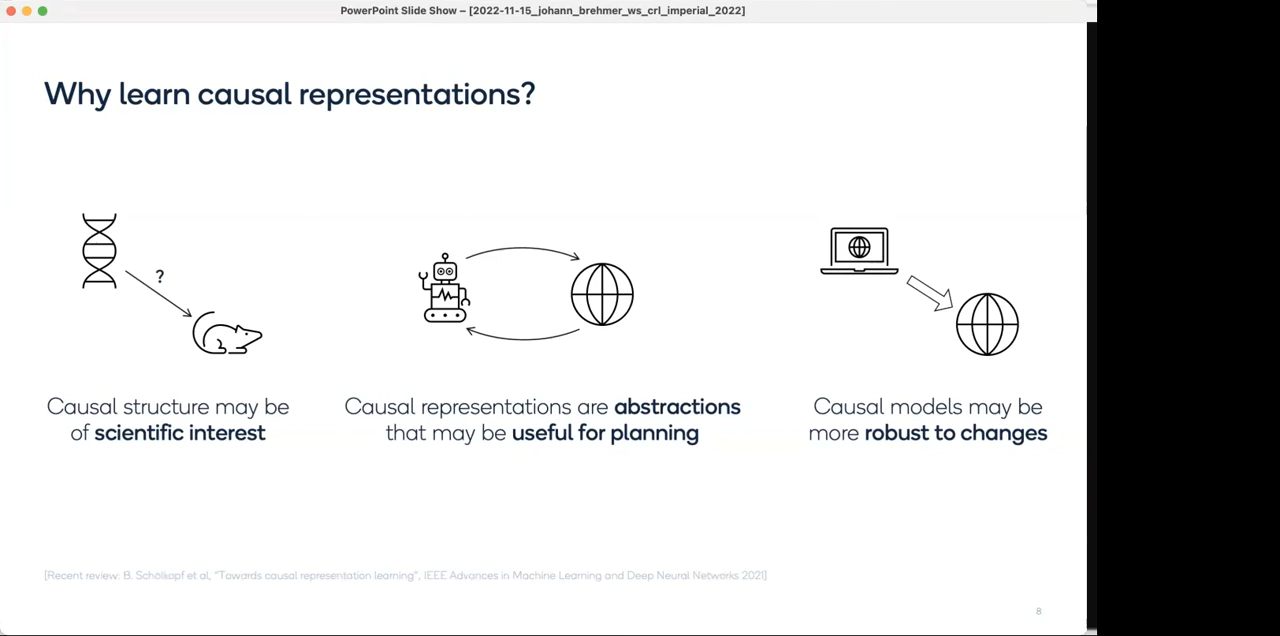 PowerPoint Slide Show – [2022-11-15_johann_brehmer_ws_crl_imperial_2022]
Why learn causal representations?
?
Causal structure may be
of scientific interest
Causal representations are abstractions
that may be useful for planning
Causal models may be
more robust to changes
[Recent review: B. Schölkopf et al, “Towards causal representation learning”, IEEE Advances in Machine Learning and Deep Neural Networks 2021]
8